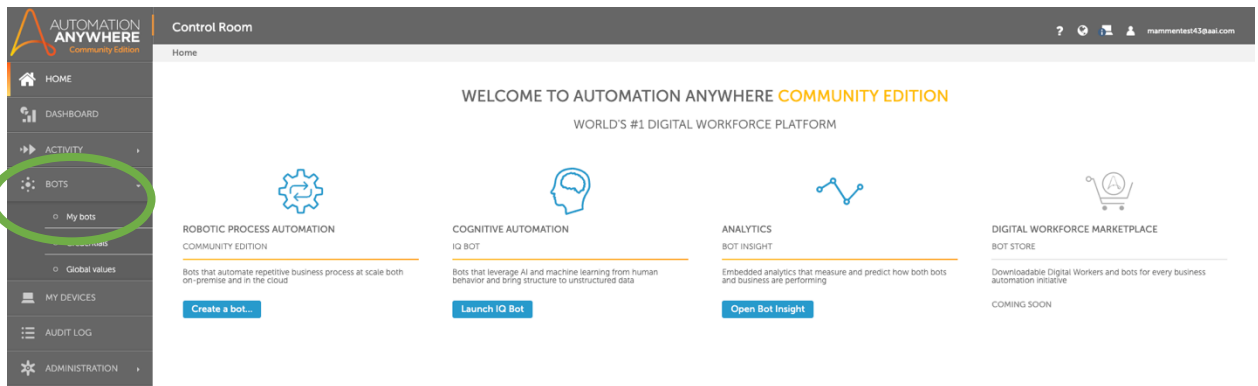 AUTOMATION
ANYWHERE
Community Edition
Control Room
?
mammentest43@aai.com
Home
HOME
DASHBOARD
ACTIVITY
BOTS
My bots
Credentials
Global values
MY DEVICES
AUDIT LOG
ADMINISTRATION
WELCOME TO AUTOMATION ANYWHERE COMMUNITY EDITION
WORLD'S #1 DIGITAL WORKFORCE PLATFORM
ROBOTIC PROCESS AUTOMATION
COMMUNITY EDITION
Bots that automate repetitive business process at scale both
on-premise and in the cloud
Create a bot...
COGNITIVE AUTOMATION
IQ BOT
Bots that leverage AI and machine learning from human
behavior and bring structure to unstructured data
Launch IQ Bot
ANALYTICS
BOT INSIGHT
Embedded analytics that measure and predict how both bots
and business are performing
Open Bot Insight
A
DIGITAL WORKFORCE MARKETPLACE
BOT STORE
Downloadable Digital Workers and bots for every business
automation initiative
COMING SOON